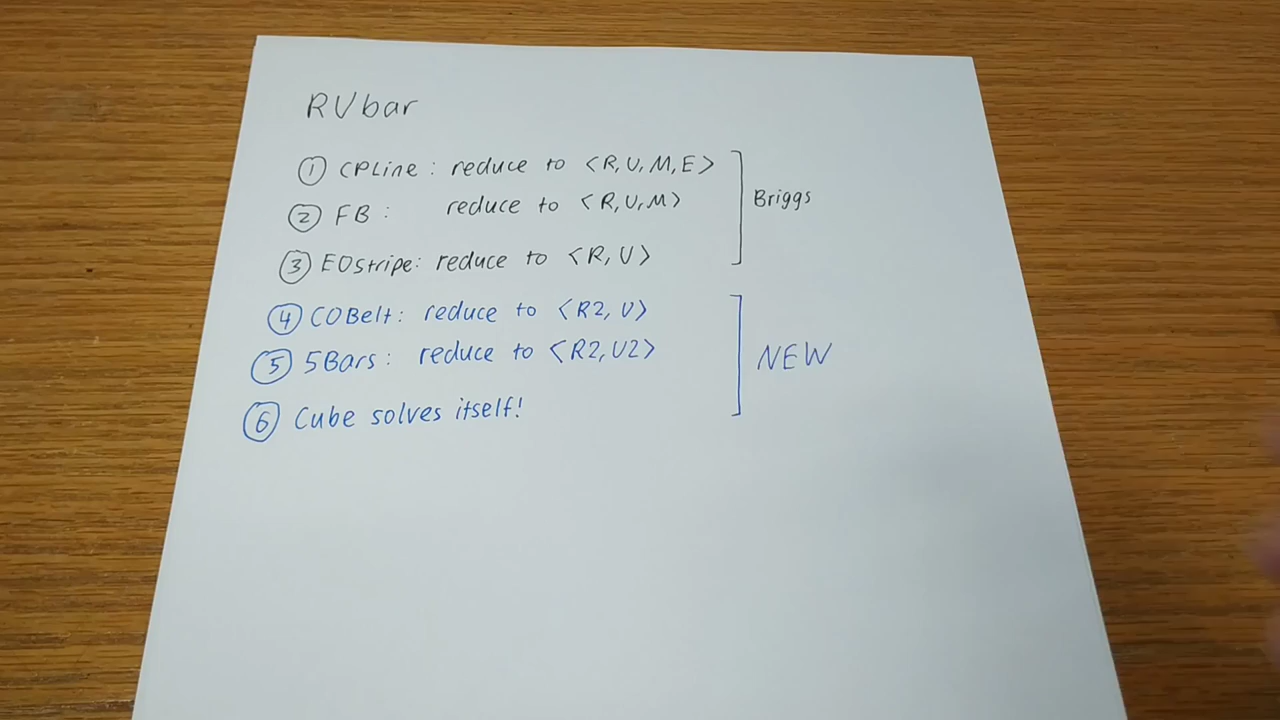 RUbar
① CPLine: reduce to <R, U, M, E>
② FB: reduce to <R, U, M>
Briggs
③ EOstripe: reduce to <R, U>
④ COBelt: reduce to <R2, U>
⑤ 5Bars: reduce to <R2, U2>
NEW
⑥ Cube solves itself!